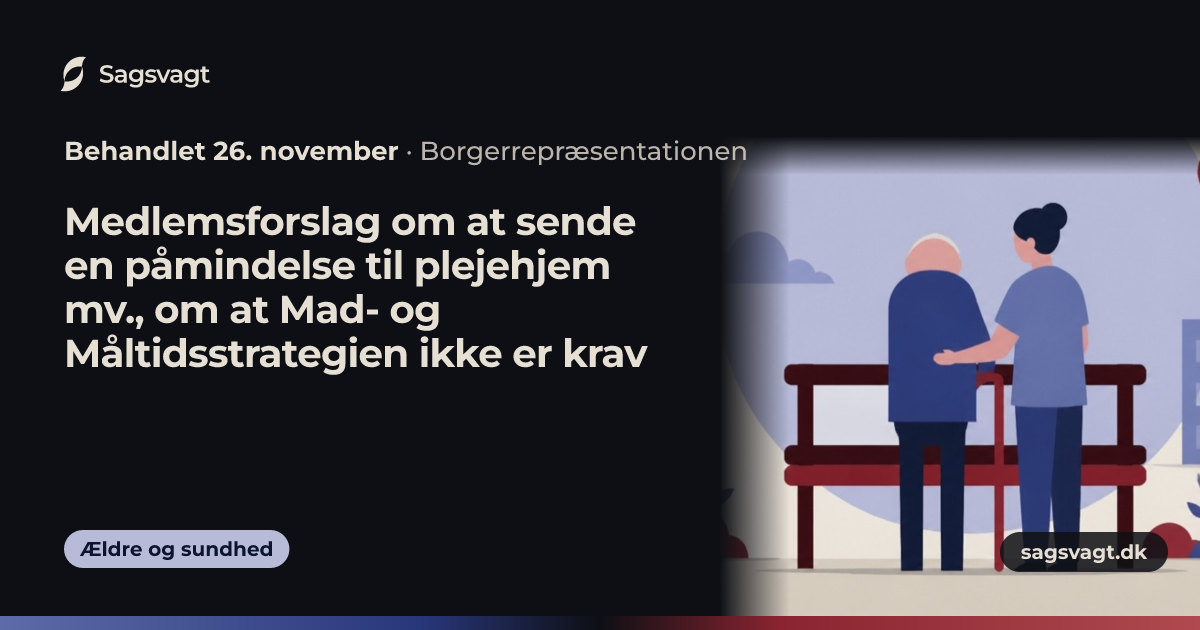 Sagsvagt
Behandlet 26. november · Borgerrepræsentationen
Medlemsforslag om at sende
en påmindelse til plejehjem
mv., om at Mad- og
Måltidsstrategien ikke er krav
Ældre og sundhed
sagsvagt.dk